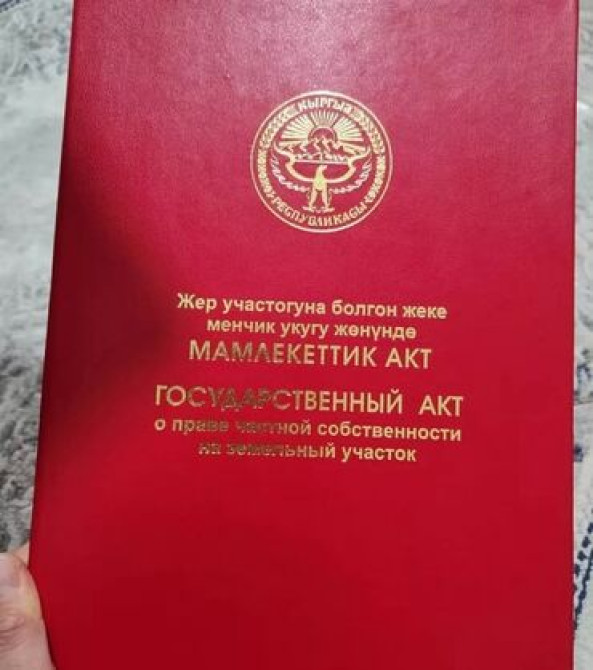 КЫРГЫЗ
РЕСПУБЛИКАСЫ
Жер участогуна болгон жеке
менчик укугу жөнүндө
МАМЛЕКЕТТИК АКТ
ГОСУДАРСТВЕННЫЙ АКТ
о праве частной собственности
на земельный участок